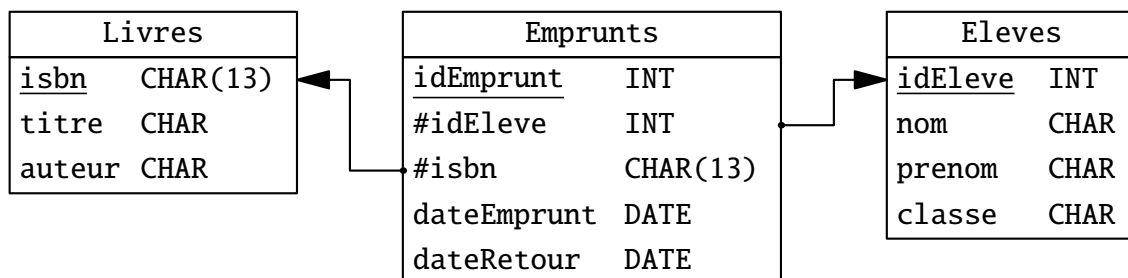 Livres
isbn CHAR(13)
titre CHAR
auteur CHAR
Emprunts
idEmprunt INT
#idEleve INT
#isbn CHAR(13)
dateEmprunt DATE
dateRetour DATE
Eleves
idEleve INT
nom CHAR
prenom CHAR
classe CHAR